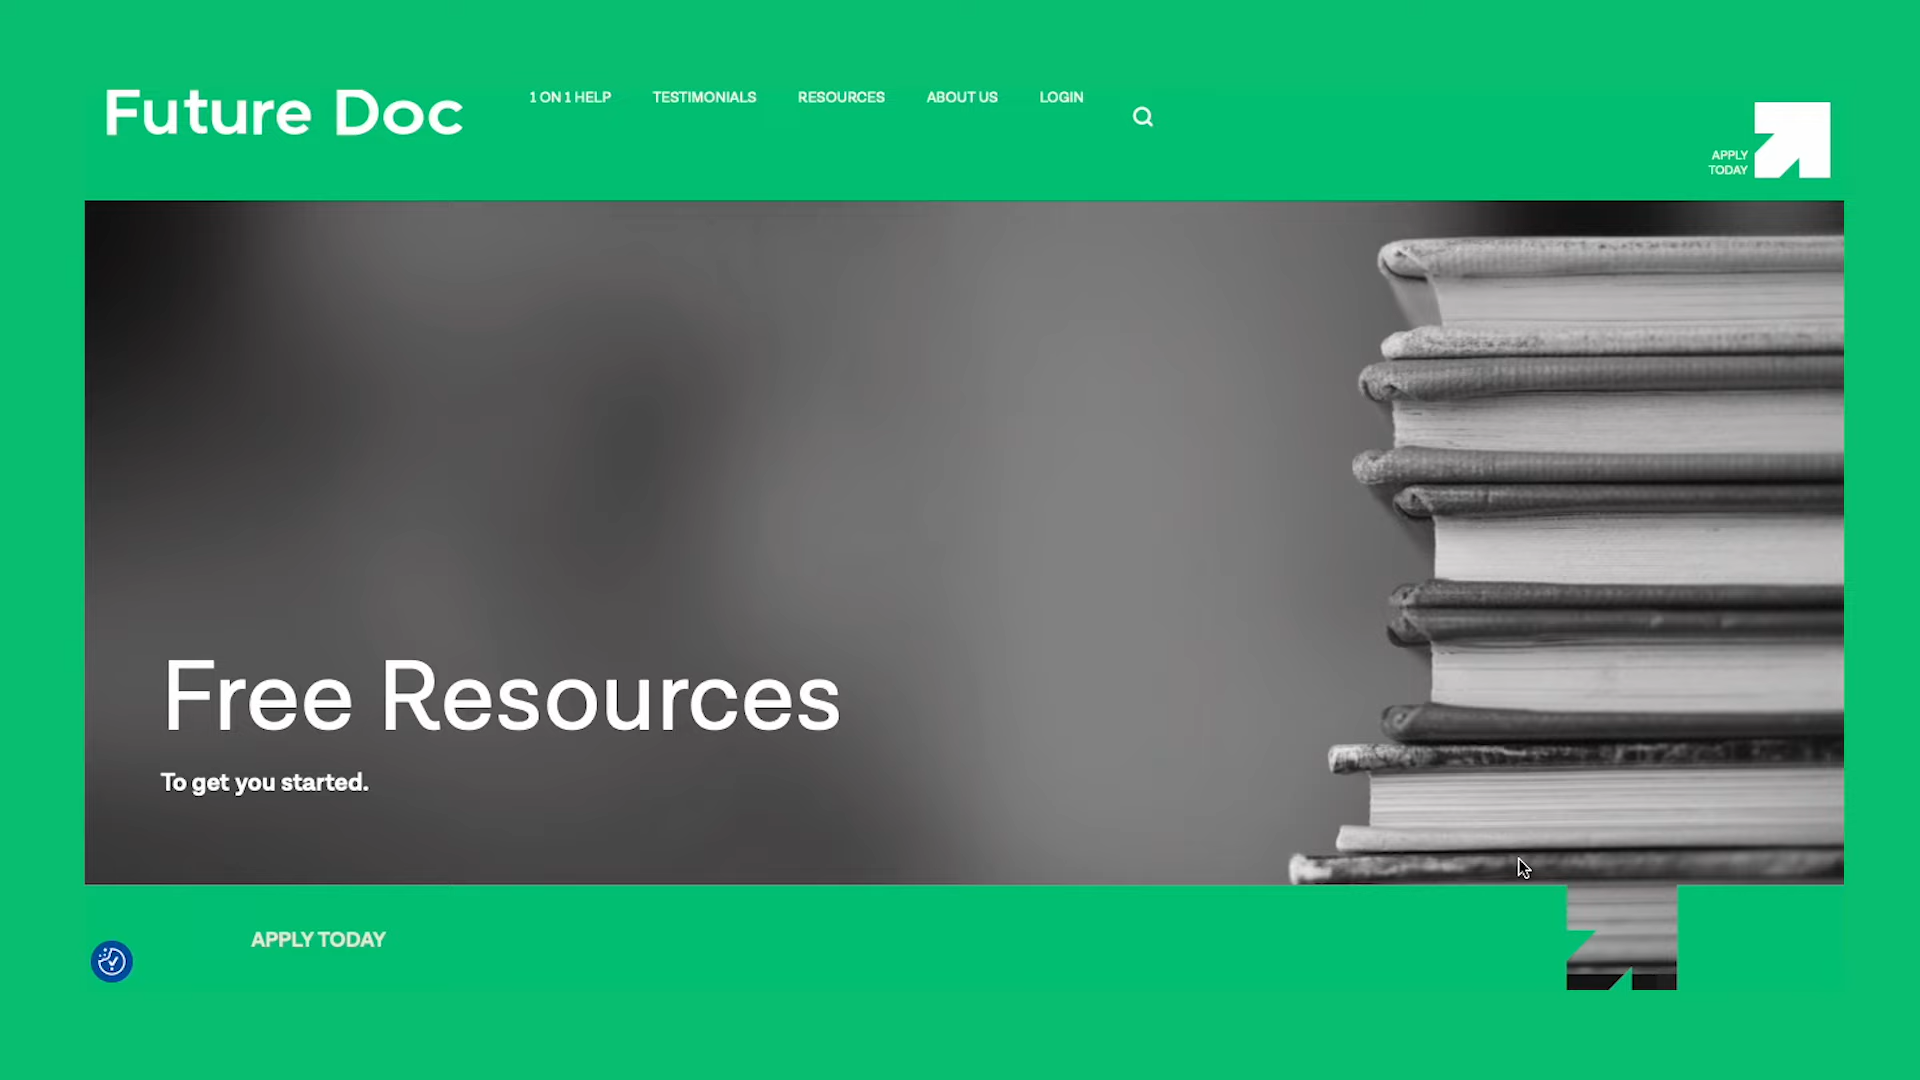 Future Doc
1 ON 1 HELP
TESTIMONIALS
RESOURCES
ABOUT US
LOGIN
APPLY
TODAY
Free Resources
To get you started.
APPLY TODAY